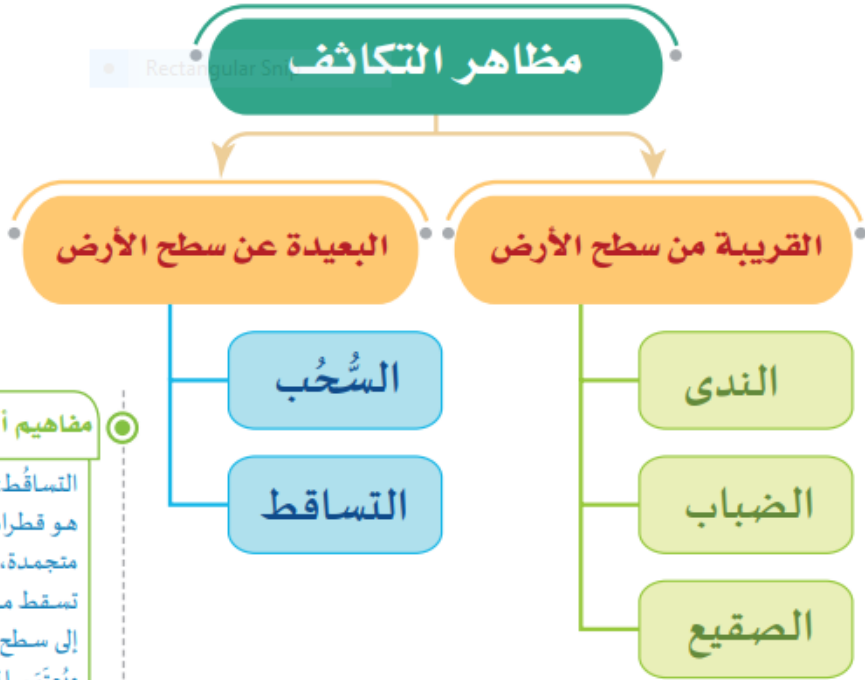 مظاهر التكاثف
Rectangular Snip
القريبة من سطح الأرض
الندى
الضباب
الصقيع
البعيدة عن سطح الأرض
السُّحُب
التساقط
مفاهيم
التساقُط
هو
متجمدة،
تسقط
إلى سطح